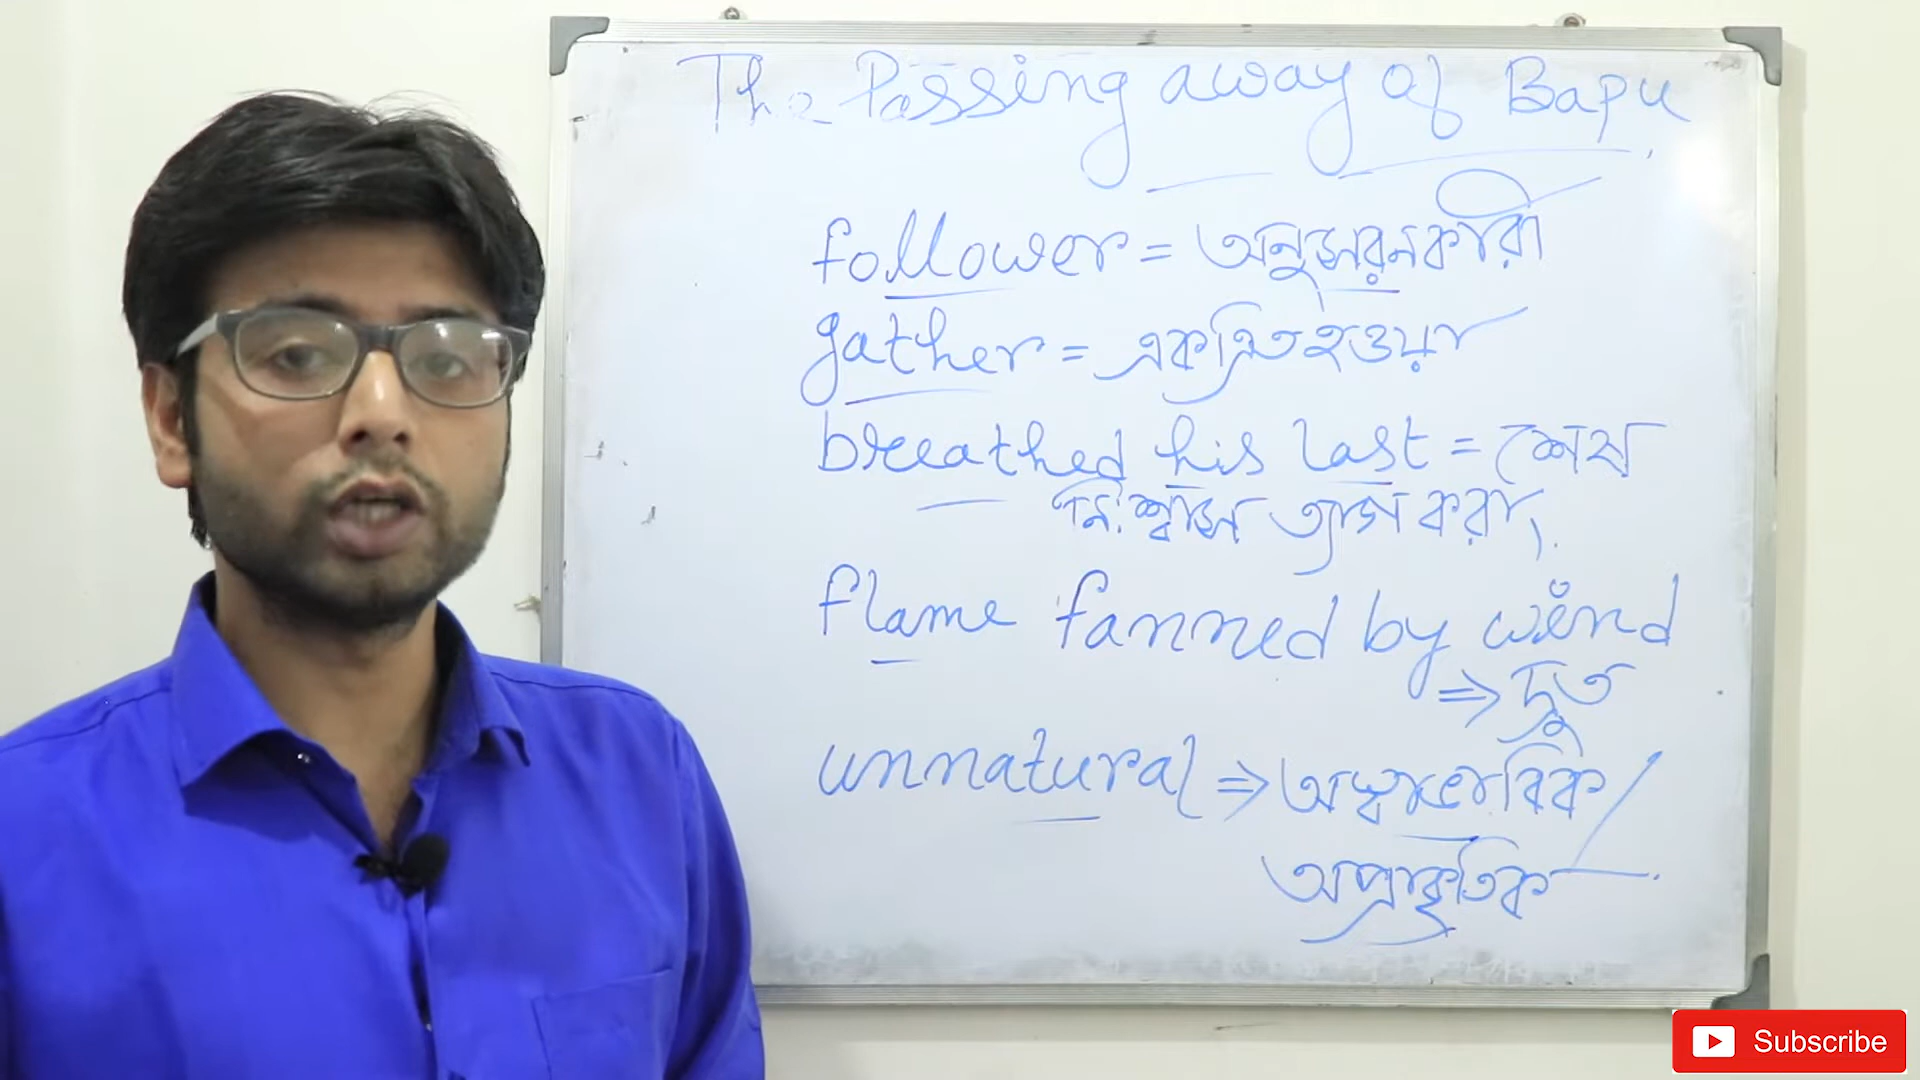 The Passing away of Bapu
follower = অনুসরনকারী
gather = একত্রিত হওয়া
breathed his last = শেষ
নিঃশ্বাস ত্যাগ করা,
flame fanned by wind
⇒ দ্রুত
unnatural ⇒ অস্বাভাবিক/
অপ্রাকৃতিক
Subscribe